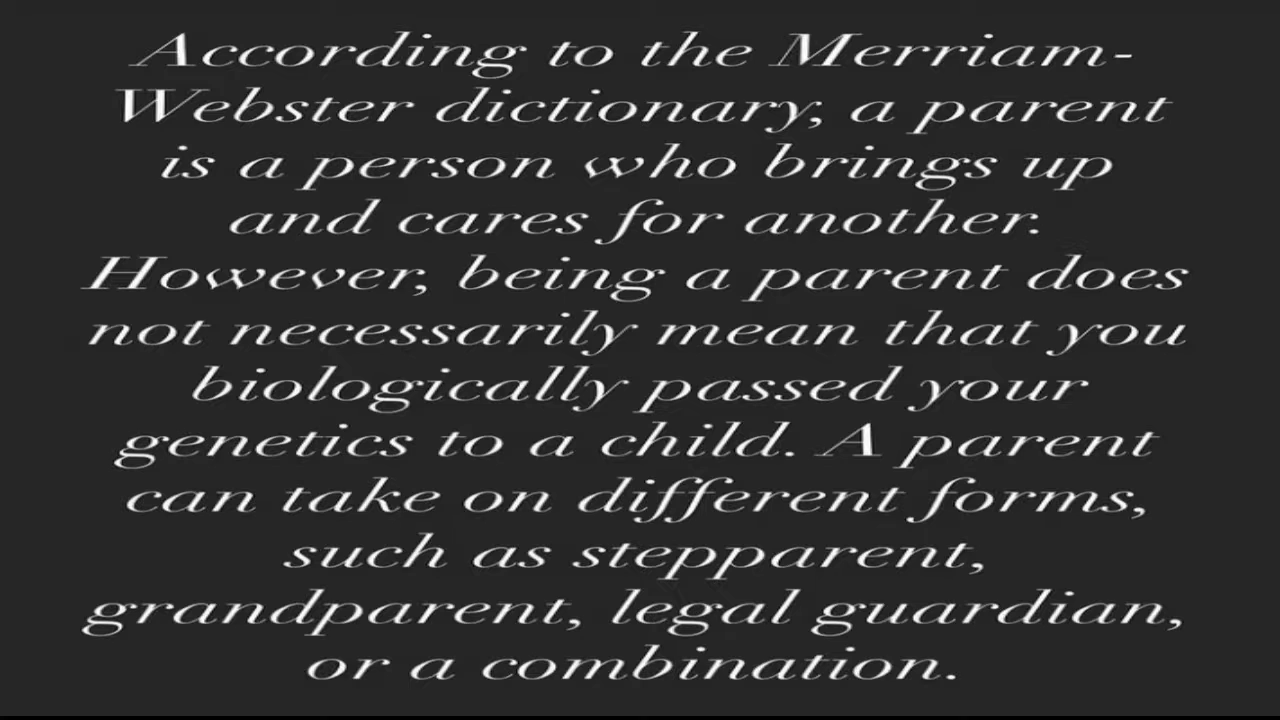 According to the Merriam-
Webster dictionary, a parent
is a person who brings up
and cares for another.
However, being a parent does
not necessarily mean that you
biologically passed your
genetics to a child. A parent
can take on different forms,
such as stepparent,
grandparent, legal guardian,
or a combination.